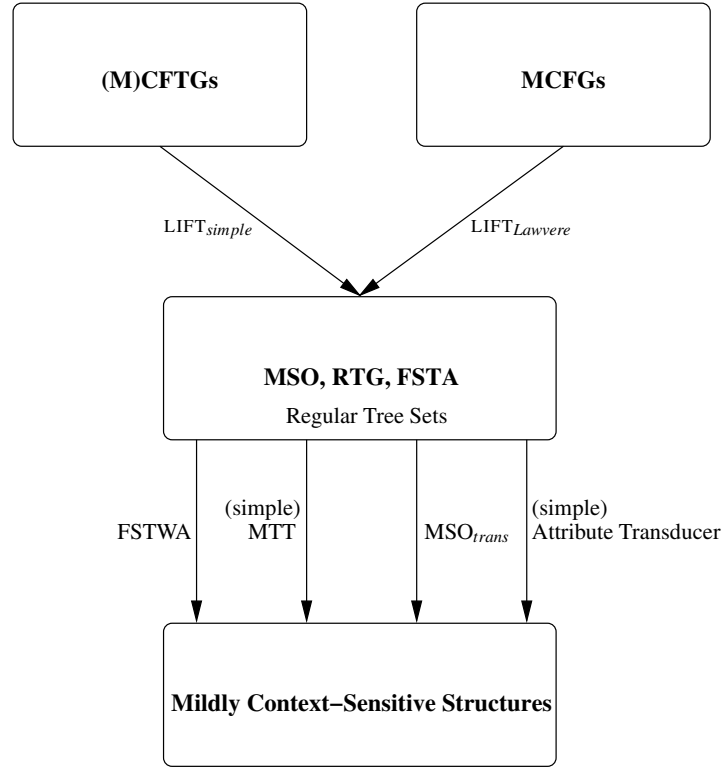 (M)CFTGs
MCFGs
LIFTsimple
LIFTLawvere
MSO, RTG, FSTA
Regular Tree Sets
FSTWA
(simple)
MTT
MSOtrans
(simple)
Attribute Transducer
Mildly Context−Sensitive Structures